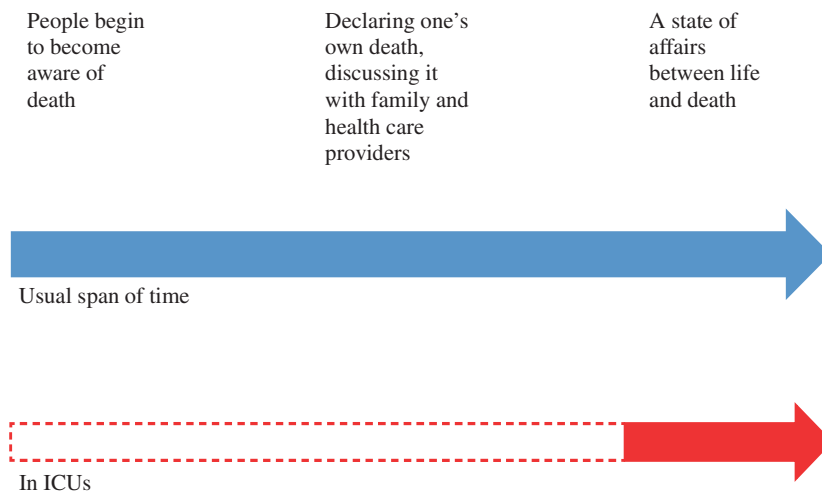 People begin
to become
aware of
death
Declaring one's
own death,
discussing it
with family and
health care
providers
A state of
affairs
between life
and death
Usual span of time
In ICUs